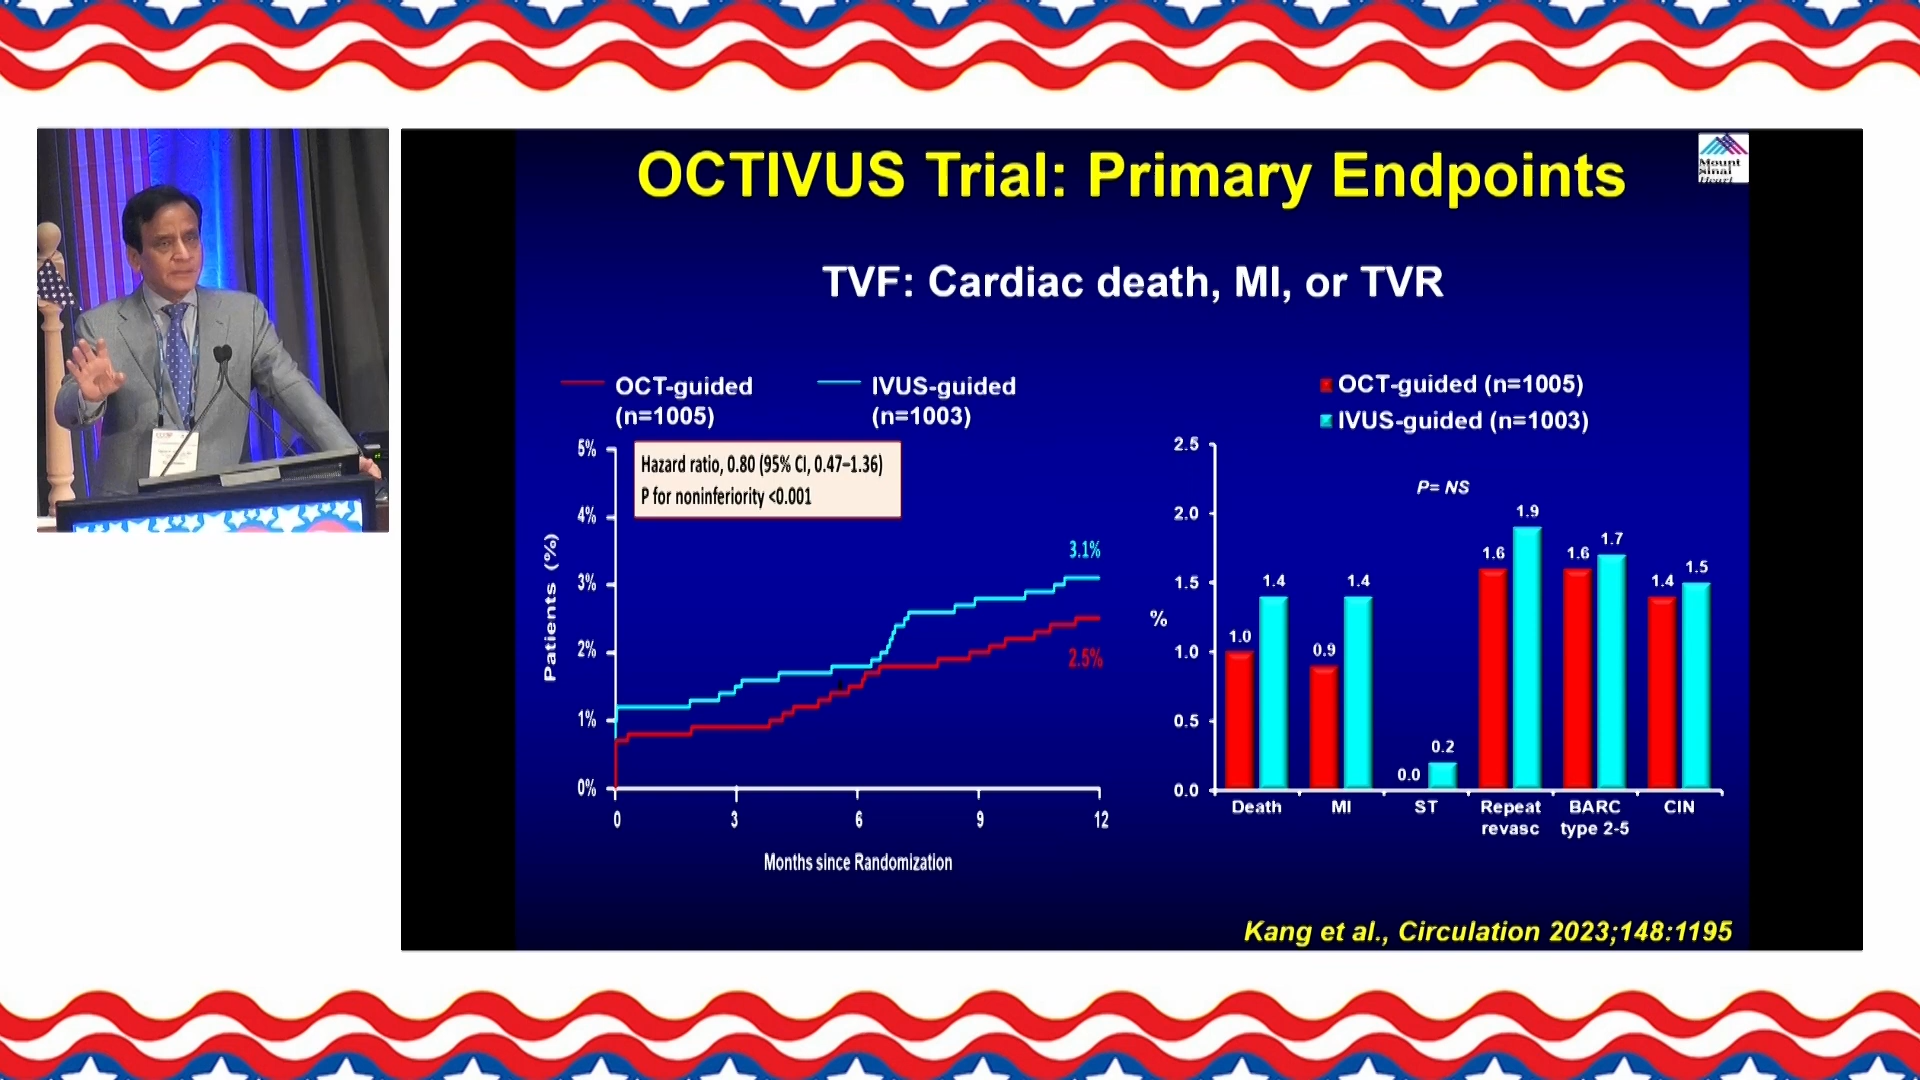 OCTIVUS Trial: Primary Endpoints
Mount
Sinai
Heart
TVF: Cardiac death, MI, or TVR
OCT-guided
(n=1005)
IVUS-guided
(n=1003)
5%
4%
3%
2%
1%
0%
Patients (%)
Hazard ratio, 0.80 (95% CI, 0.47–1.36)
P for noninferiority <0.001
3.1%
2.5%
0 3 6 9 12
Months since Randomization
OCT-guided (n=1005)
IVUS-guided (n=1003)
2.5
2.0
1.5
1.0
0.5
0.0
%
P= NS
1.0 1.4 0.9 1.4 0.0 0.2 1.6 1.9 1.6 1.7 1.4 1.5
Death MI ST Repeat revasc BARC type 2-5 CIN
Kang et al., Circulation 2023;148:1195